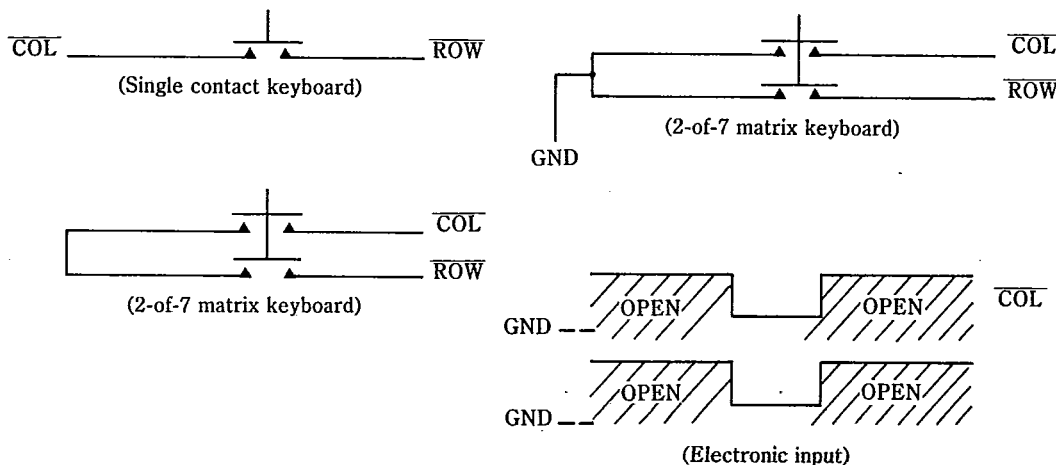 COL ROW
(Single contact keyboard)
COL
ROW
(2-of-7 matrix keyboard)
GND
COL
ROW
(2-of-7 matrix keyboard)
OPEN OPEN COL
GND
OPEN OPEN
GND
(Electronic input)